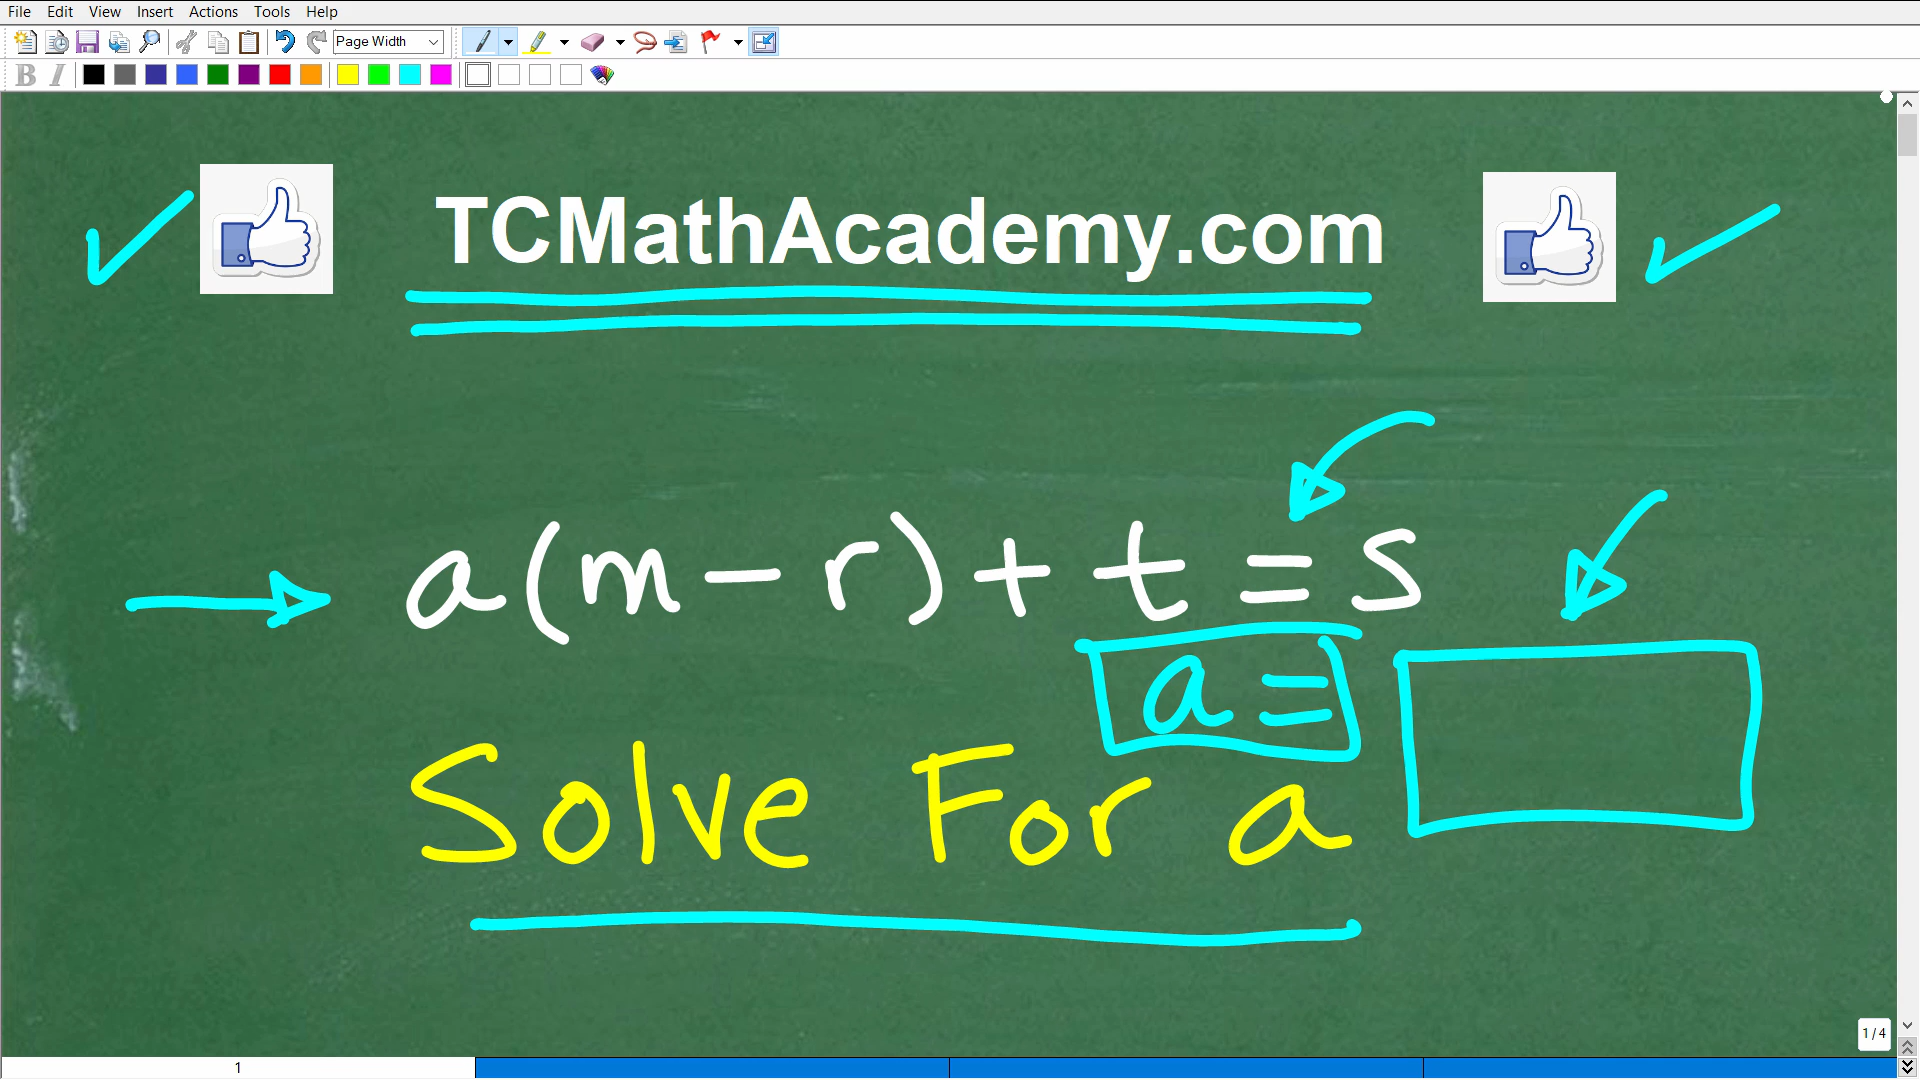 File Edit View Insert Actions Tools Help
Page Width
B I
TCMathAcademy.com
a(m-r)+t=s
a=
Solve For a
1/4
1